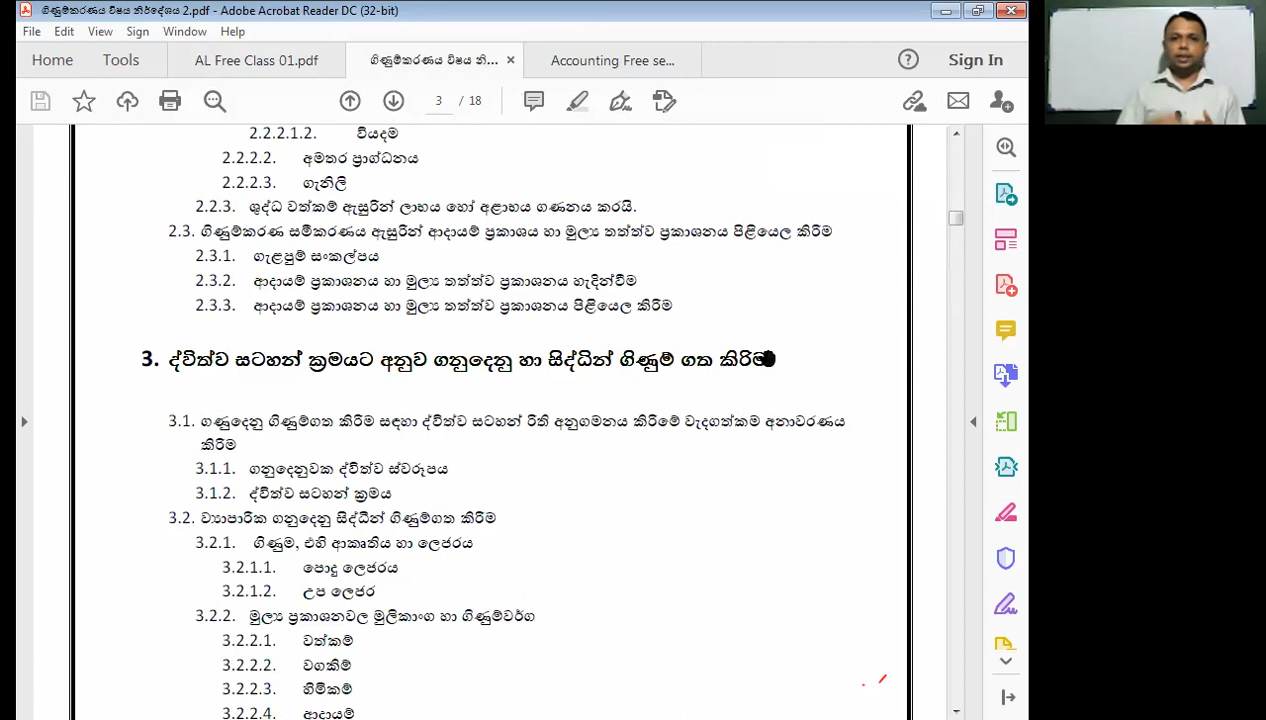 ගිණුම්කරණය විෂය නිර්දේශය 2.pdf - Adobe Acrobat Reader DC (32-bit)
File Edit View Sign Window Help
Home Tools AL Free Class 01.pdf ගිණුම්කරණය විෂය නි... × Accounting Free se... Sign In
3 / 18
2.2.2.1.2. වියදම්
2.2.2.2. අමතර ප්‍රාග්ධනය
2.2.2.3. ගැනිලි
2.2.3. ශුද්ධ වත්කම් ඇසුරින් ලාභය හෝ අළාභය ගණනය කරයි.
2.3. ගිණුම්කරණ සමීකරණය ඇසුරින් ආදායම් ප්‍රකාශය හා මූල්‍ය තත්ත්ව ප්‍රකාශනය පිළියෙල කිරීම
2.3.1. ගැළපුම් සංකල්පය
2.3.2. ආදායම් ප්‍රකාශනය හා මූල්‍ය තත්ත්ව ප්‍රකාශනය හැදින්වීම
2.3.3. ආදායම් ප්‍රකාශනය හා මූල්‍ය තත්ත්ව ප්‍රකාශනය පිළියෙල කිරීම
3. ද්විත්ව සටහන් ක්‍රමයට අනුව ගනුදෙනු හා සිද්ධින් ගිණුම් ගත කිරීම
3.1. ගණුදෙනු ගිණුම්ගත කිරීම සඳහා ද්විත්ව සටහන් රීති අනුගමනය කිරීමේ වැදගත්කම අනාවරණය
කිරීම
3.1.1. ගනුදෙනුවක ද්විත්ව ස්වරූපය
3.1.2. ද්විත්ව සටහන් ක්‍රමය
3.2. ව්‍යාපාරික ගනුදෙනු සිද්ධීන් ගිණුම්ගත කිරීම
3.2.1. ගිණුම, එහි ආකෘතිය හා ලෙජරය
3.2.1.1. පොදු ලෙජරය
3.2.1.2. උප ලෙජර
3.2.2. මූල්‍ය ප්‍රකාශනවල මූලිකාංග හා ගිණුම්වර්ග
3.2.2.1. වත්කම්
3.2.2.2. වගකිම්
3.2.2.3. හිමිකම්
3.2.2.4. ආදායම්